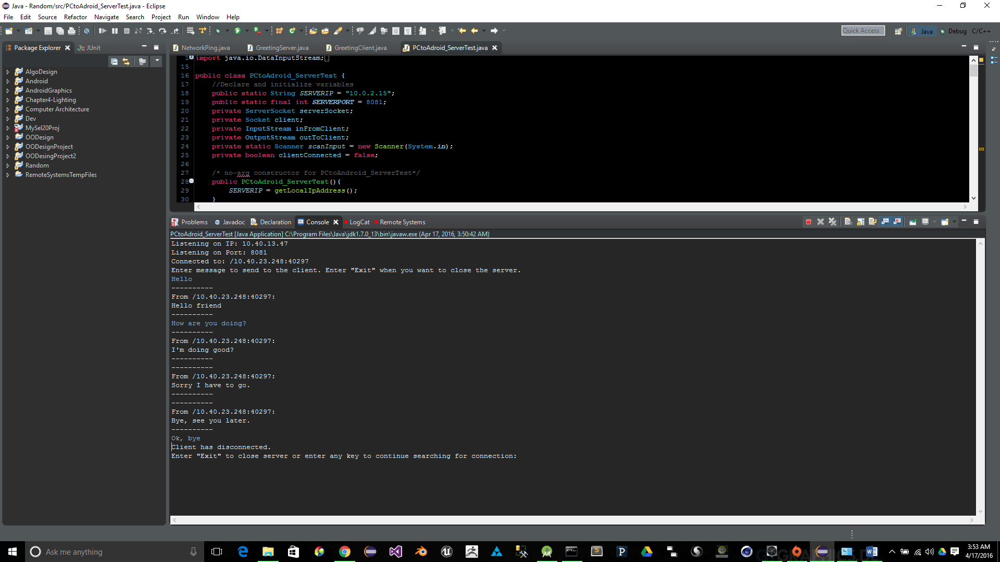 Java - Random/src/PCtoAdroid_ServerTest.java - Eclipse
File Edit Source Refactor Navigate Search Project Run Window Help
Quick Access Java Debug C/C++
Package Explorer JUnit
AlgoDesign
Android
AndroidGraphics
Chapter4-Lighting
Computer Architecture
Dev
MySel20Proj
OODesign
OODesignProject
OODesingProject2
Random
RemoteSystemsTempFiles
NetworkPing.java GreetingServer.java GreetingClient.java PCtoAdroid_ServerTest.java
1 import java.io.DataInputStream;
15
16 public class PCtoAdroid_ServerTest {
17 //Declare and initialize variables
18 public static String SERVERIP = "10.0.2.15";
19 public static final int SERVERPORT = 8081;
20 private ServerSocket serverSocket;
21 private Socket client;
22 private InputStream inFromClient;
23 private OutputStream outToClient;
24 private static Scanner scanInput = new Scanner(System.in);
25 private boolean clientConnected = false;
26
27 /* no-arg constructor for PCtoAndroid_ServerTest*/
28 public PCtoAdroid_ServerTest(){
29 SERVERIP = getLocalIpAddress();
30 }
Problems Javadoc Declaration Console LogCat Remote Systems
PCtoAdroid_ServerTest [Java Application] C:\Program Files\Java\jdk1.7.0_13\bin\javaw.exe (Apr 17, 2016, 3:50:42 AM)
Listening on IP: 10.40.13.47
Listening on Port: 8081
Connected to: /10.40.23.248:40297
Enter message to send to the client. Enter "Exit" when you want to close the server.
Hello
----------
From /10.40.23.248:40297:
Hello friend
----------
How are you doing?
----------
From /10.40.23.248:40297:
I'm doing good?
----------
----------
From /10.40.23.248:40297:
Sorry I have to go.
----------
----------
From /10.40.23.248:40297:
Bye, see you later.
----------
Ok, bye
Client has disconnected.
Enter "Exit" to close server or enter any key to continue searching for connection:
Ask me anything
3:53 AM
4/17/2016